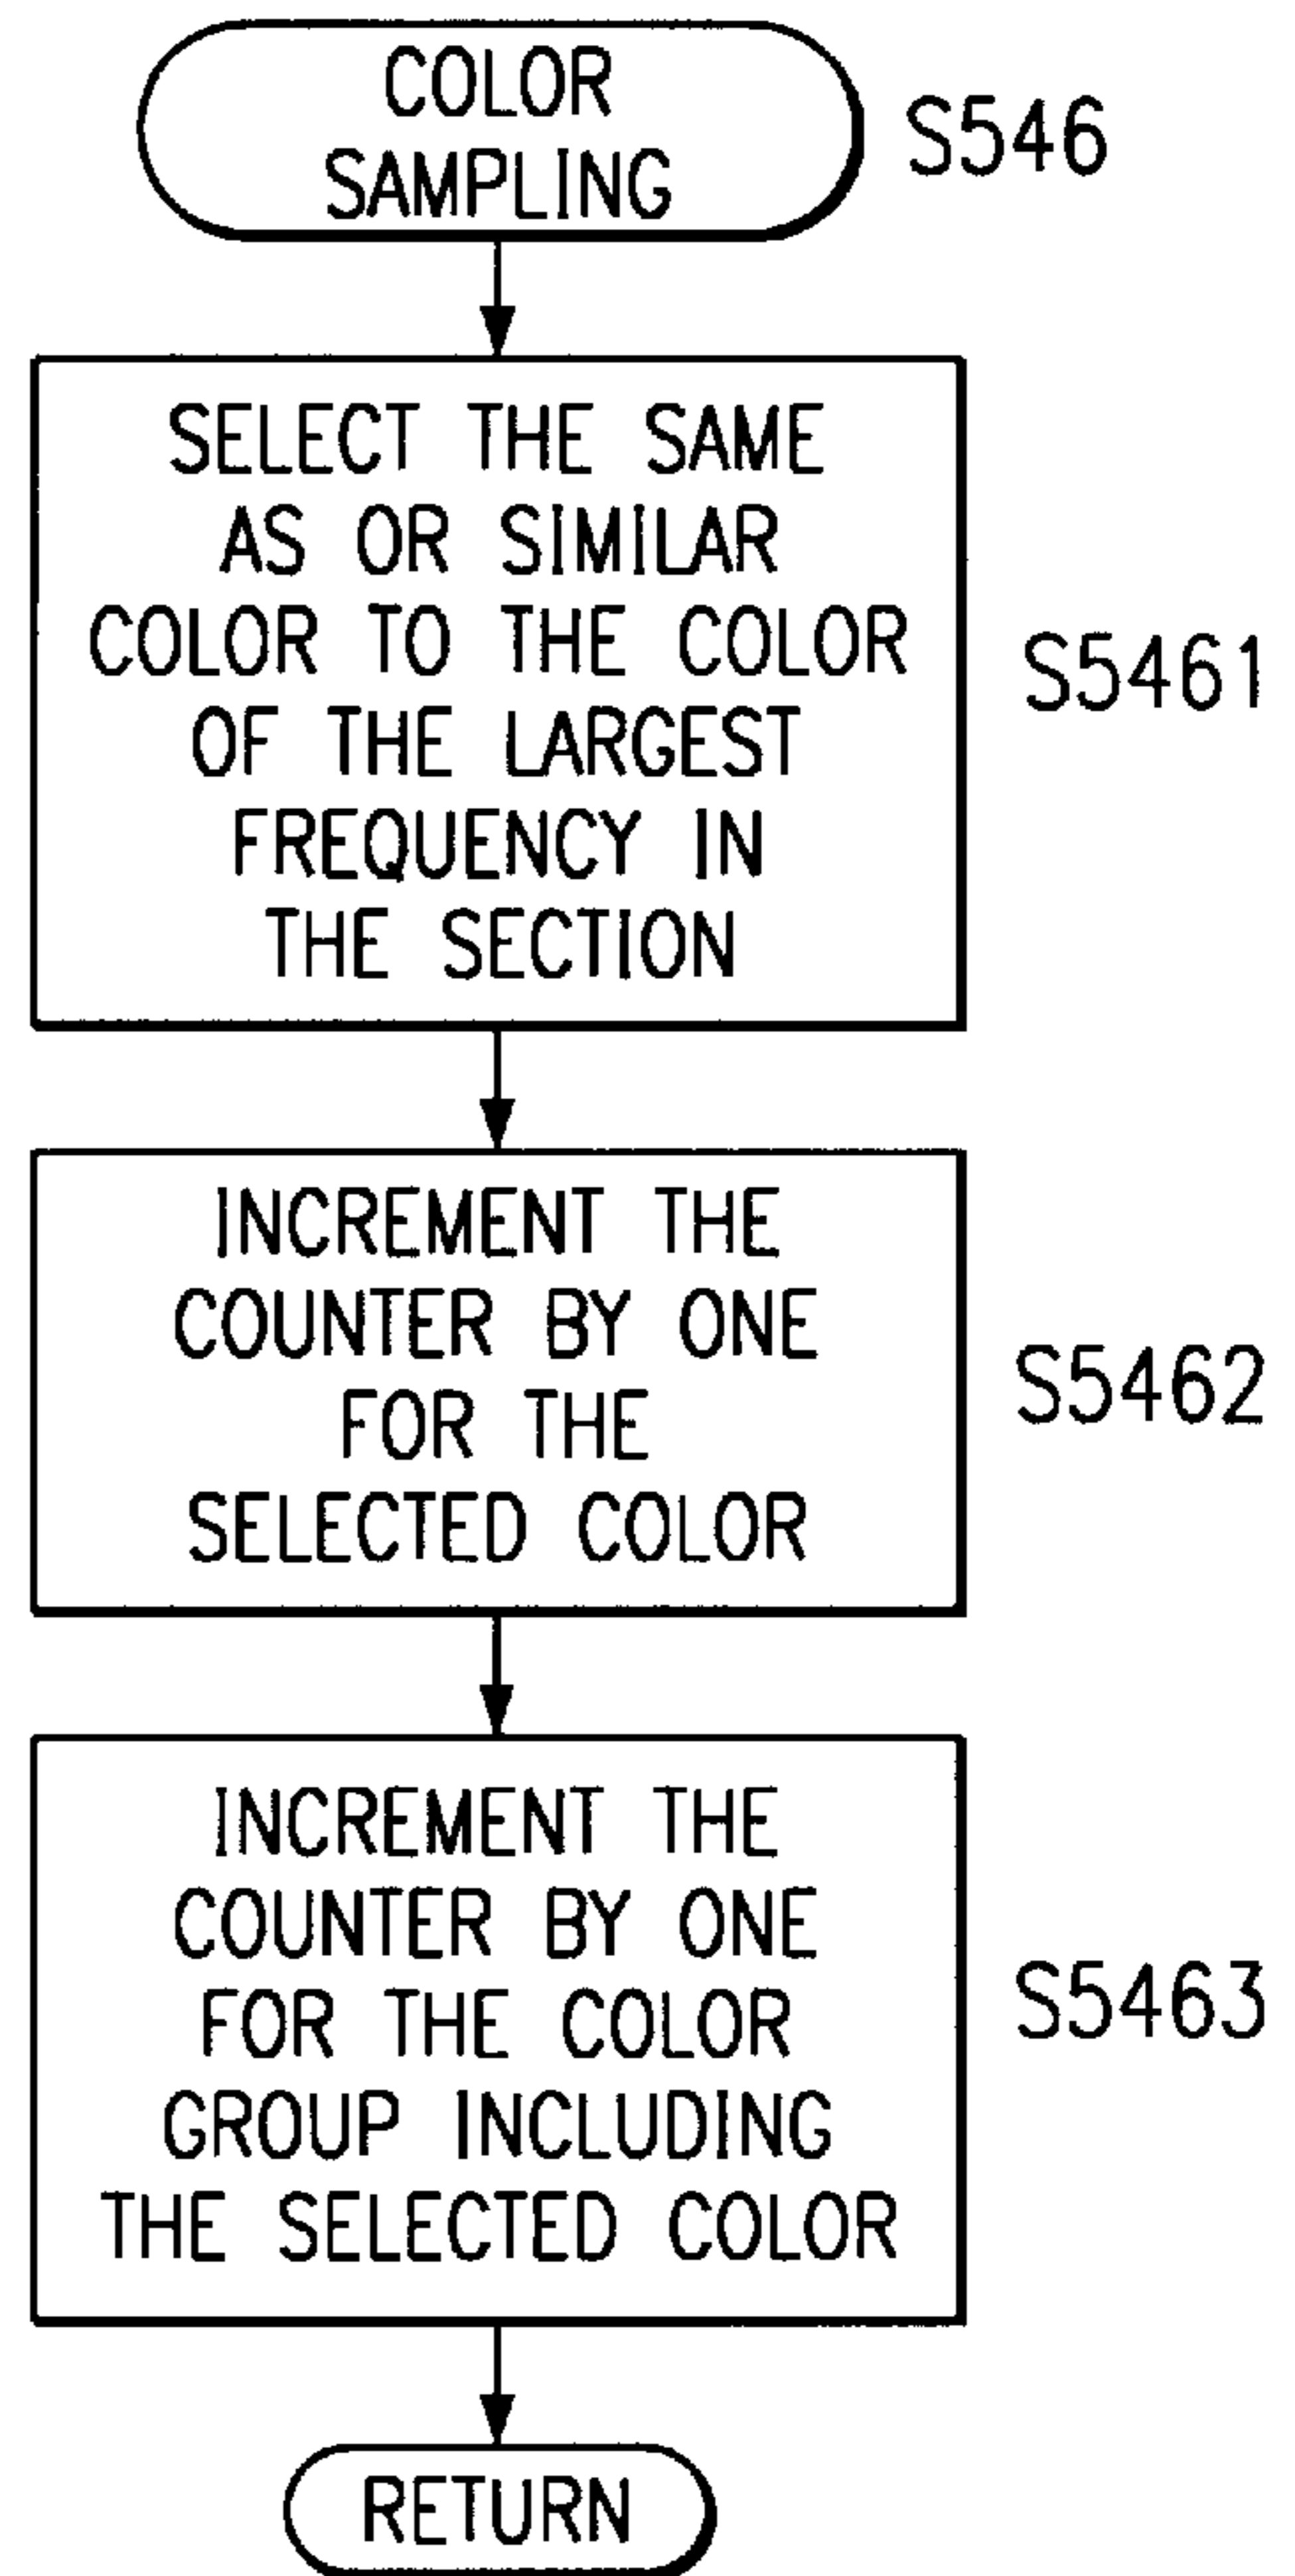 COLOR
SAMPLING
S546
SELECT THE SAME
AS OR SIMILAR
COLOR TO THE COLOR
OF THE LARGEST
FREQUENCY IN
THE SECTION
S5461
INCREMENT THE
COUNTER BY ONE
FOR THE
SELECTED COLOR
S5462
INCREMENT THE
COUNTER BY ONE
FOR THE COLOR
GROUP INCLUDING
THE SELECTED COLOR
S5463
RETURN